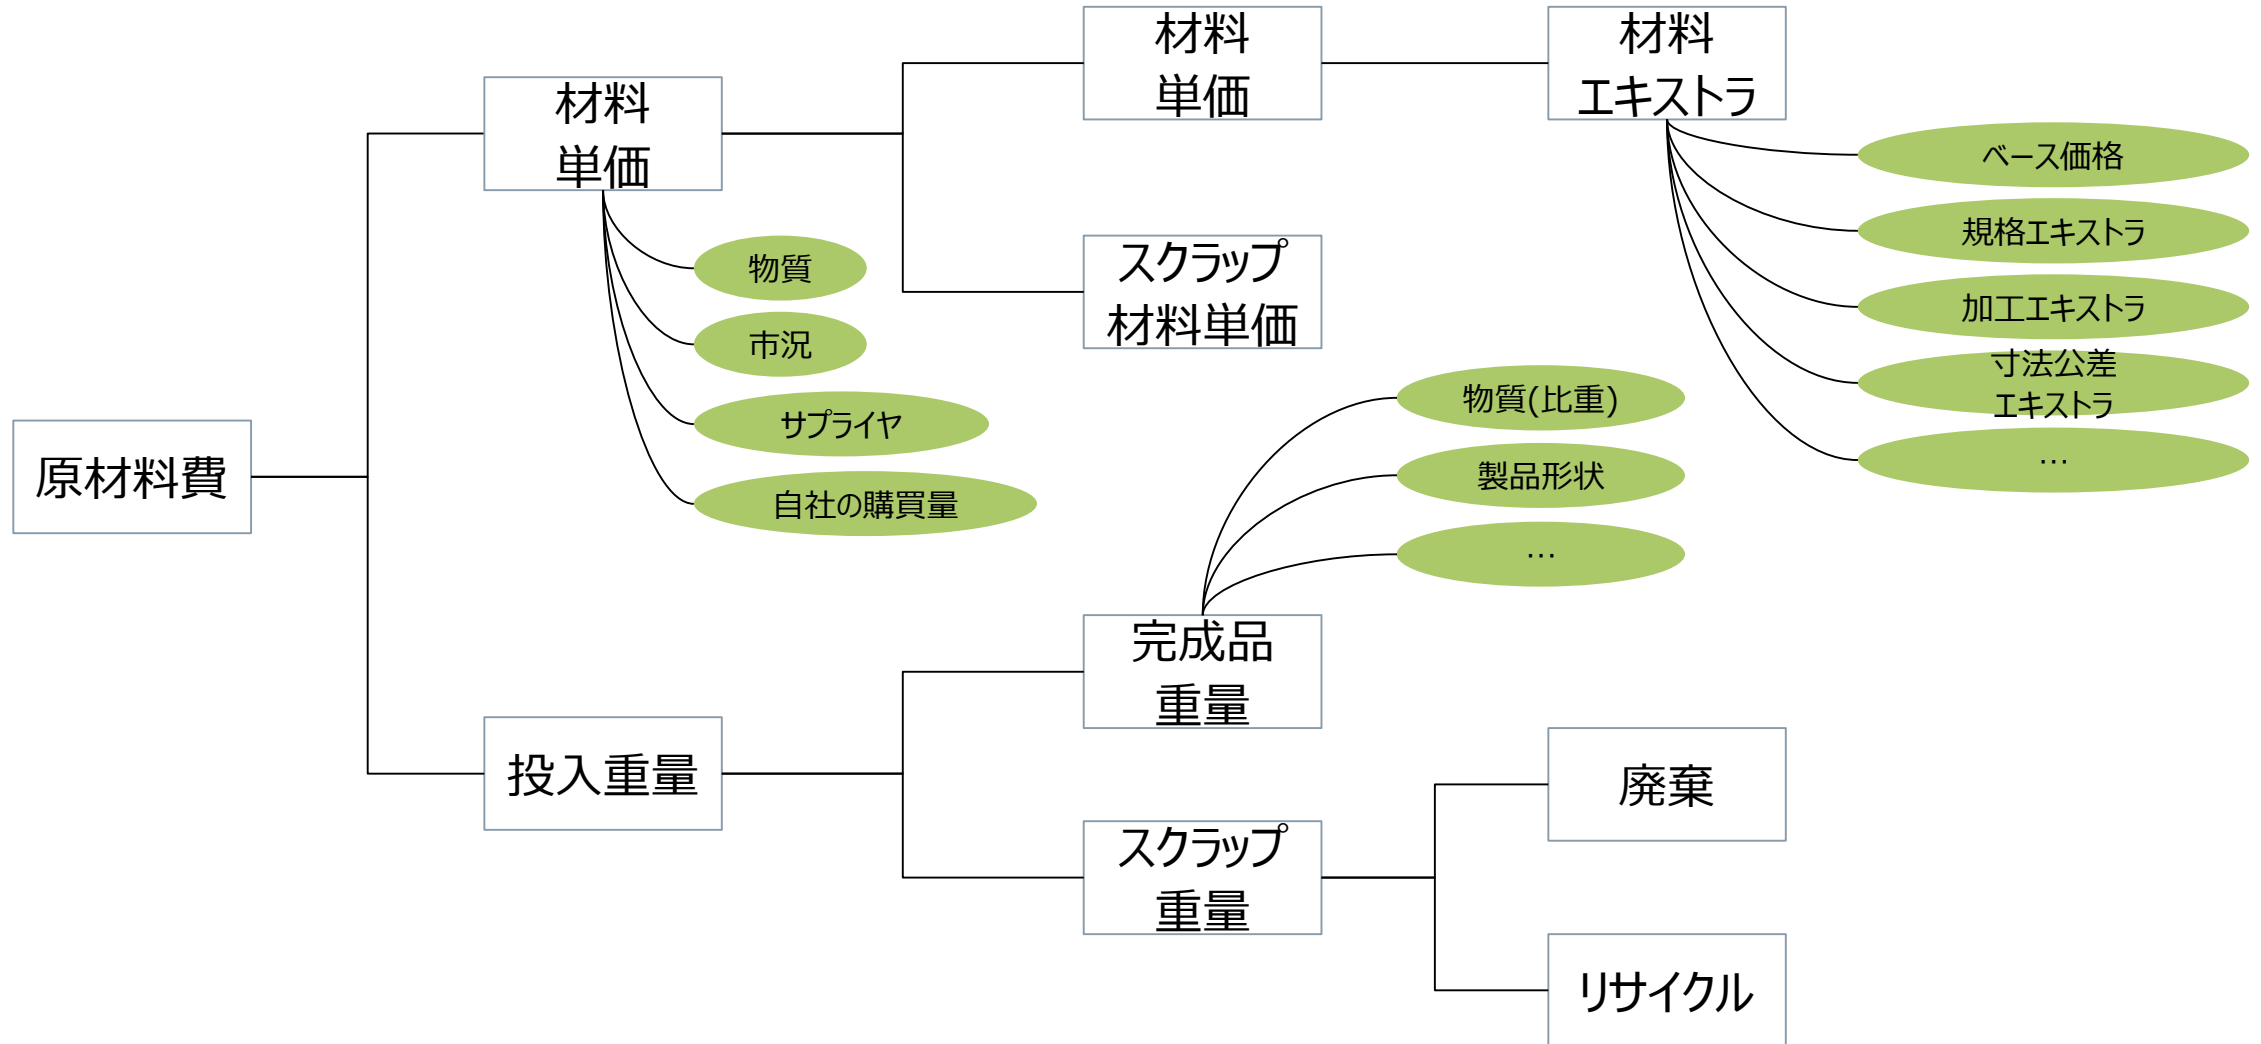 材料
単価
材料
エキストラ
材料
単価
ベース価格
規格エキストラ
物質
スクラップ
材料単価
加工エキストラ
市況
寸法公差
エキストラ
物質(比重)
サプライヤ
…
原材料費
製品形状
自社の購買量
…
完成品
重量
投入重量
廃棄
スクラップ
重量
リサイクル